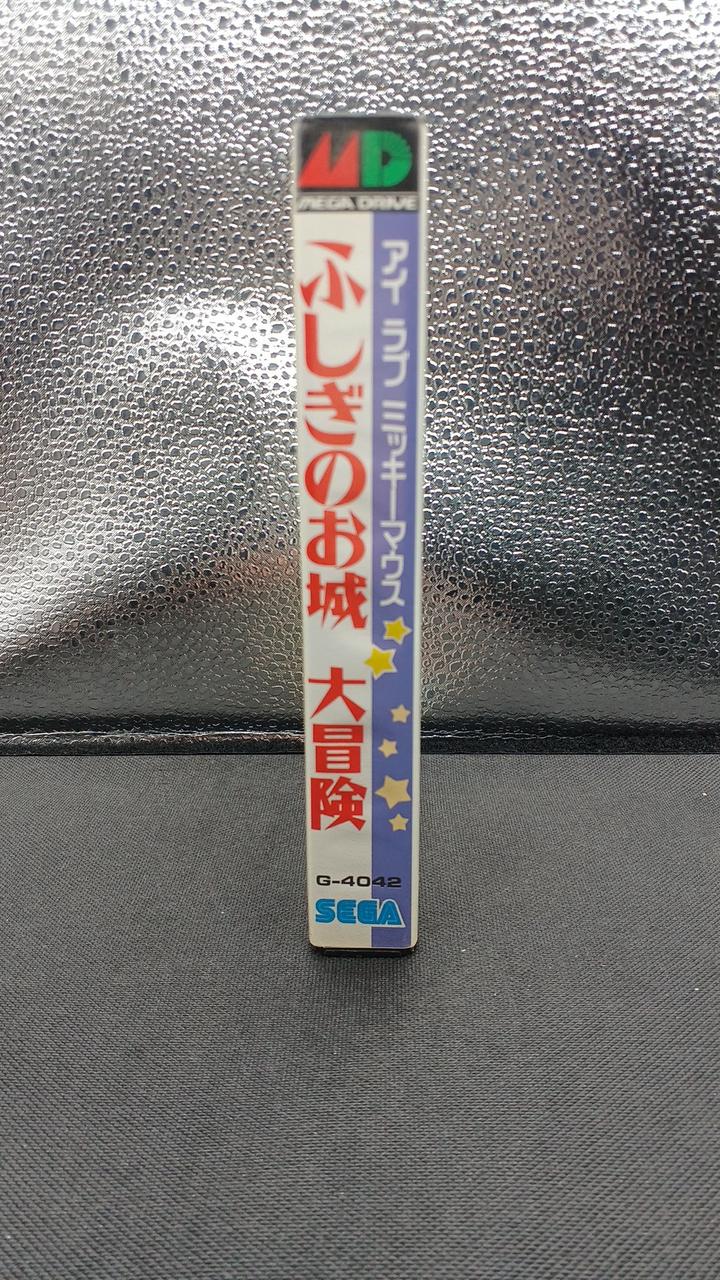 MD
MEGA DRIVE
アイ ラブ ミッキーマウス
ふしぎのお城 大冒険
G-4042
SEGA